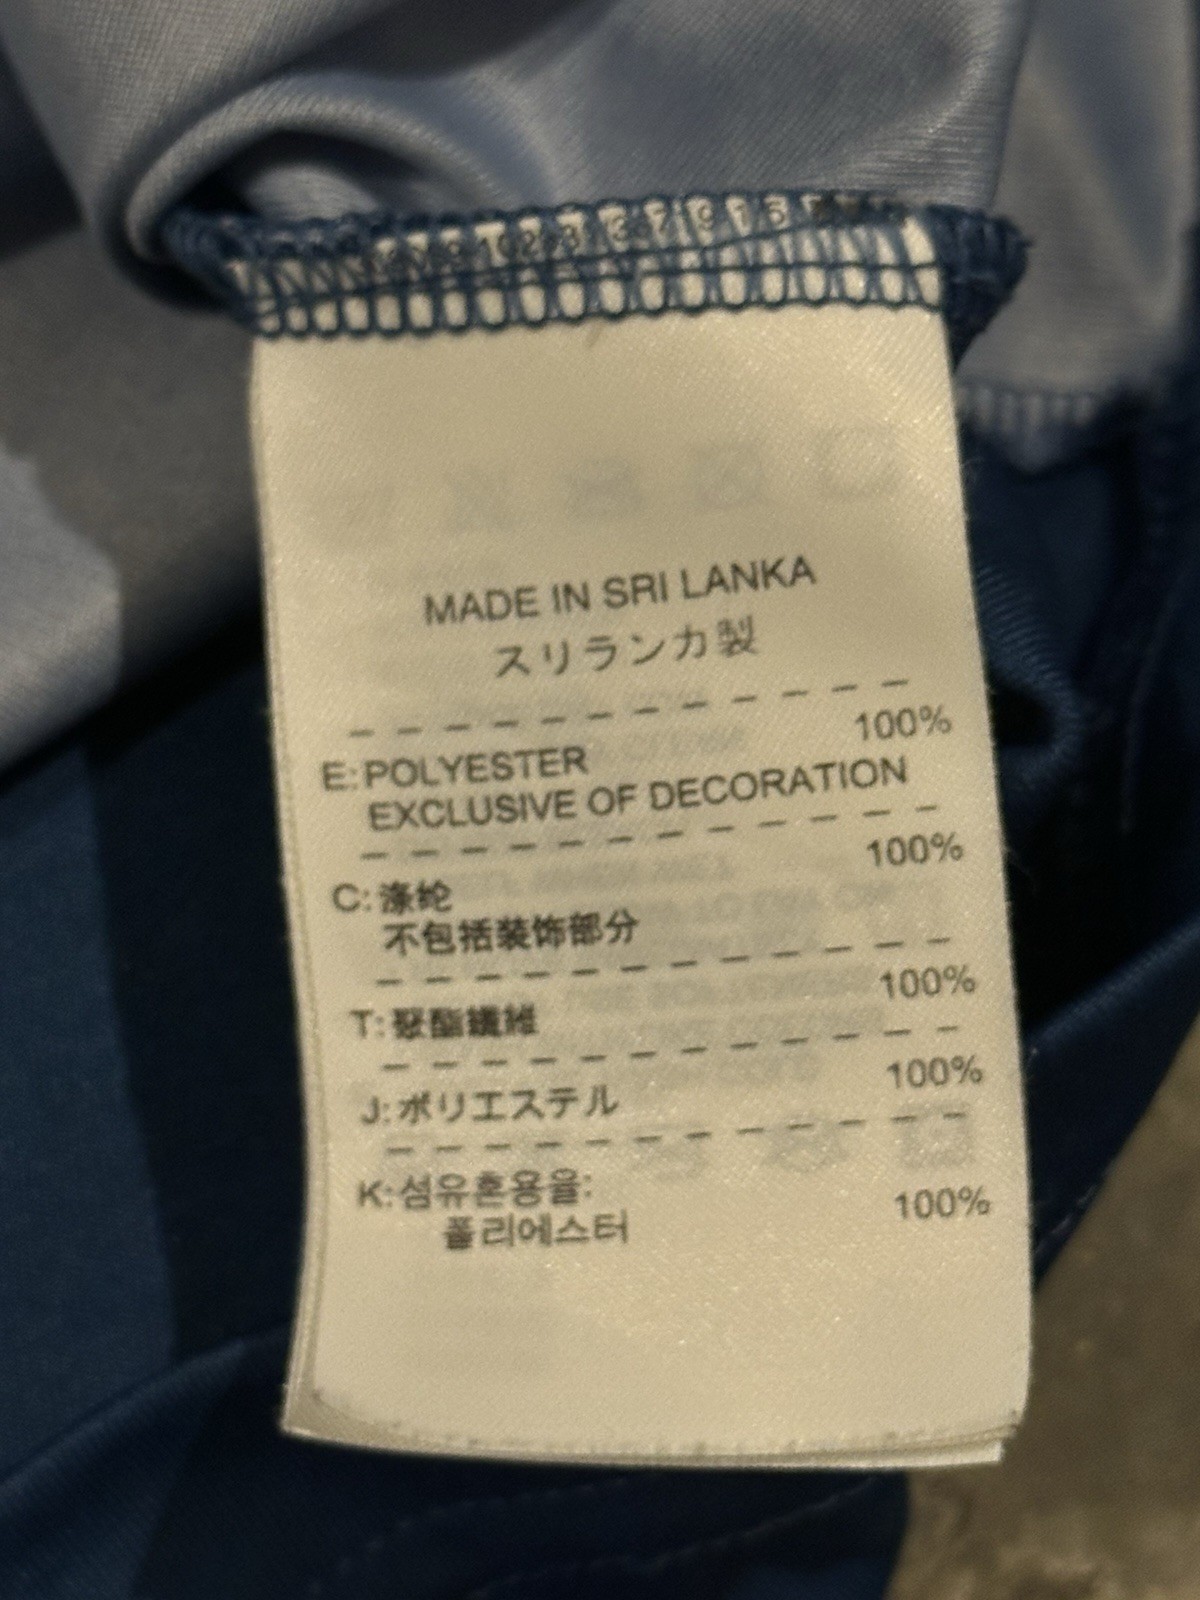 MADE IN SRI LANKA
スリランカ製
100%
E: POLYESTER
EXCLUSIVE OF DECORATION
100%
C: 涤纶
不包括装饰部分
100%
T: 聚酯纖維
100%
J: ポリエステル
K: 섬유혼용율:
폴리에스터 100%